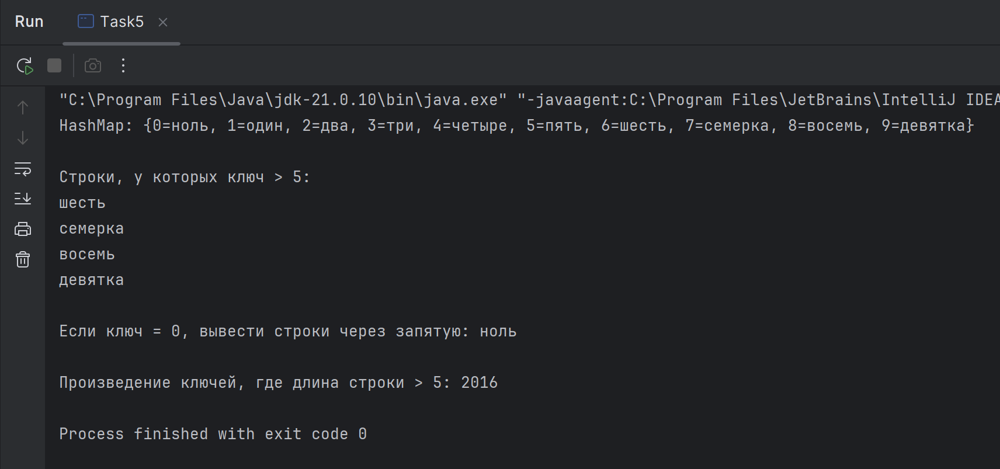 Run Task5
"C:\Program Files\Java\jdk-21.0.10\bin\java.exe" "-javaagent:C:\Program Files\JetBrains\IntelliJ IDEA
HashMap: {0=ноль, 1=один, 2=два, 3=три, 4=четыре, 5=пять, 6=шесть, 7=семерка, 8=восемь, 9=девятка}
Строки, у которых ключ > 5:
шесть
семерка
восемь
девятка
Если ключ = 0, вывести строки через запятую: ноль
Произведение ключей, где длина строки > 5: 2016
Process finished with exit code 0